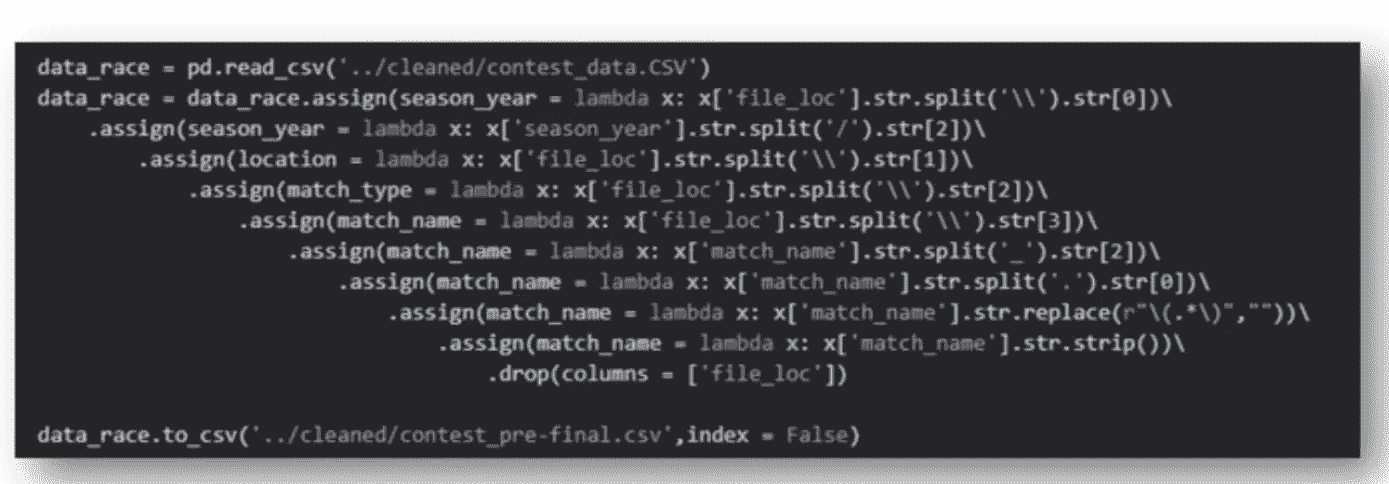 data_race = pd.read_csv('../cleaned/contest_data.CSV')
data_race = data_race.assign(season_year = lambda x: x['file_loc'].str.split('\\').str[0])\
    .assign(season_year = lambda x: x['season_year'].str.split('/').str[2])\
        .assign(location = lambda x: x['file_loc'].str.split('\\').str[1])\
            .assign(match_type = lambda x: x['file_loc'].str.split('\\').str[2])\
                .assign(match_name = lambda x: x['file_loc'].str.split('\\').str[3])\
                    .assign(match_name = lambda x: x['match_name'].str.split('_').str[2])\
                        .assign(match_name = lambda x: x['match_name'].str.split('.').str[0])\
                            .assign(match_name = lambda x: x['match_name'].str.replace(r"\(.*\)",""))\
                                .assign(match_name = lambda x: x['match_name'].str.strip())\
                                    .drop(columns = ['file_loc'])
data_race.to_csv('../cleaned/contest_pre-final.csv',index = False)